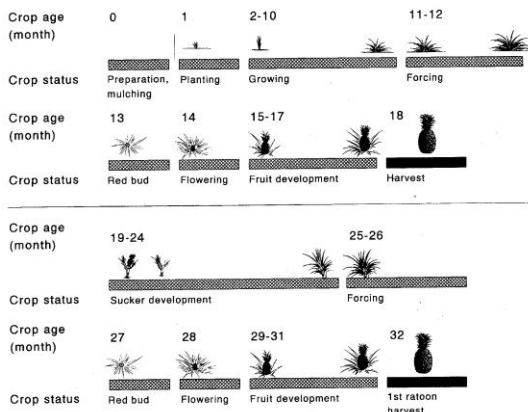 Crop age (month) 0 1 2-10 11-12
Crop status Preparation, mulching Planting Growing Forcing
Crop age (month) 13 14 15-17 18
Crop status Red bud Flowering Fruit development Harvest
Crop age (month) 19-24 25-26
Crop status Sucker development Forcing
Crop age (month) 27 28 29-31 32
Crop status Red bud Flowering Fruit development 1st ratoon harvest